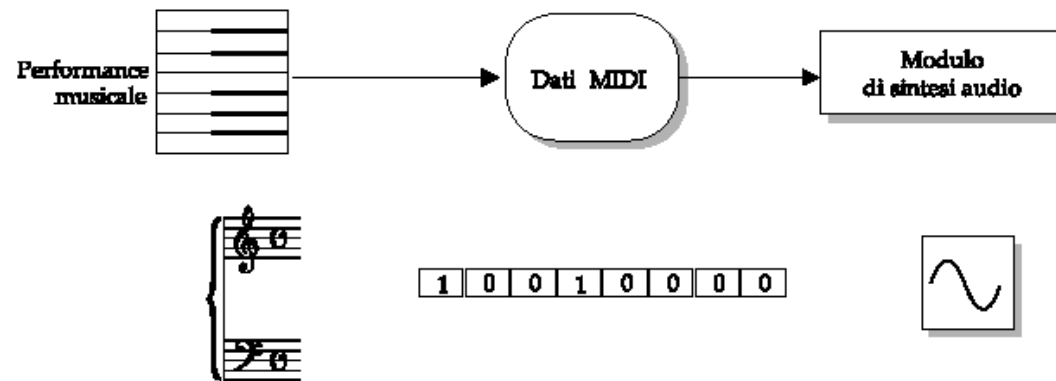 Performance
musicale
Dati MIDI
Modulo
di sintesi audio
1 0 0 1 0 0 0 0